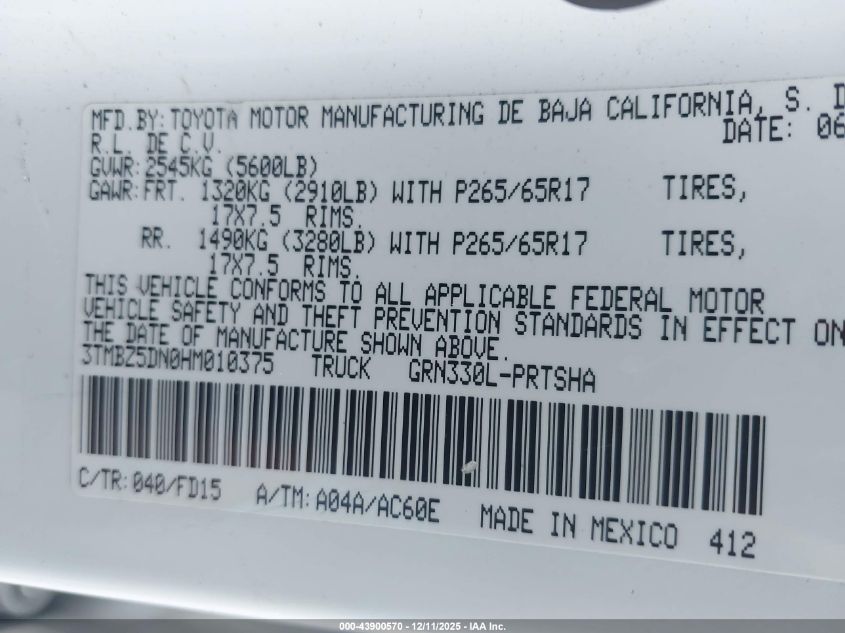 MFD.BY:TOYOTA MOTOR MANUFACTURING DE BAJA CALIFORNIA, S. D
R.L. DE C.V. DATE: 06
GVWR:2545KG (5600LB)
GAWR:FRT. 1320KG (2910LB) WITH P265/65R17 TIRES,
17X7.5 RIMS.
RR. 1490KG (3280LB) WITH P265/65R17 TIRES,
17X7.5 RIMS.
THIS VEHICLE CONFORMS TO ALL APPLICABLE FEDERAL MOTOR
VEHICLE SAFETY AND THEFT PREVENTION STANDARDS IN EFFECT ON
THE DATE OF MANUFACTURE SHOWN ABOVE.
3TMBZ5DN0HM010375 TRUCK GRN330L-PRTSHA
C/TR:040/FD15 A/TM:A04A/AC60E MADE IN MEXICO 412
000-43900570 - 12/11/2025 - IAA Inc.